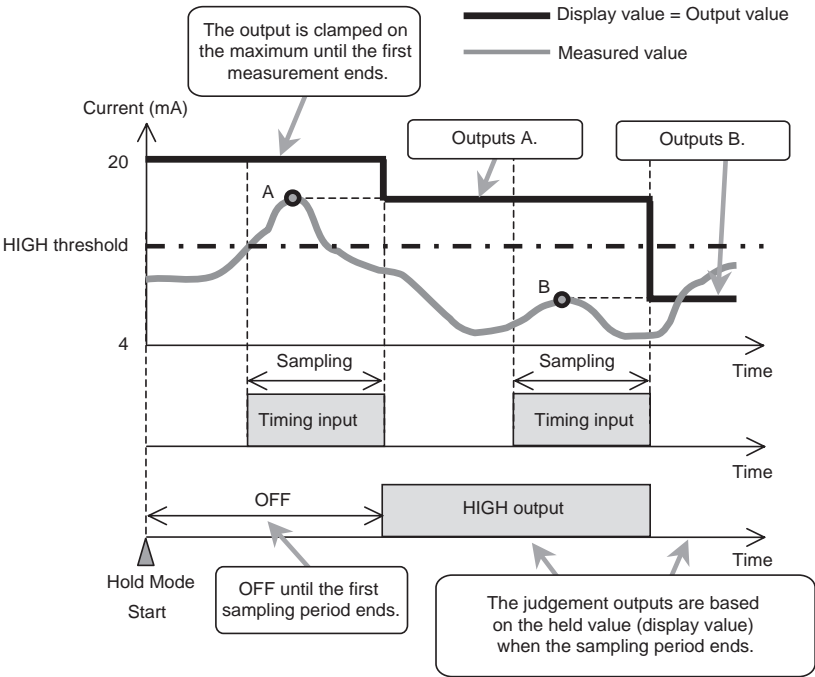 The output is clamped on
the maximum until the first
measurement ends.
Display value = Output value
Measured value
Current (mA)
Outputs A.
Outputs B.
20
A
HIGH threshold
B
4
Sampling
Sampling
Time
Timing input
Timing input
Time
OFF
HIGH output
Time
Hold Mode
Start
OFF until the first
sampling period ends.
The judgement outputs are based
on the held value (display value)
when the sampling period ends.